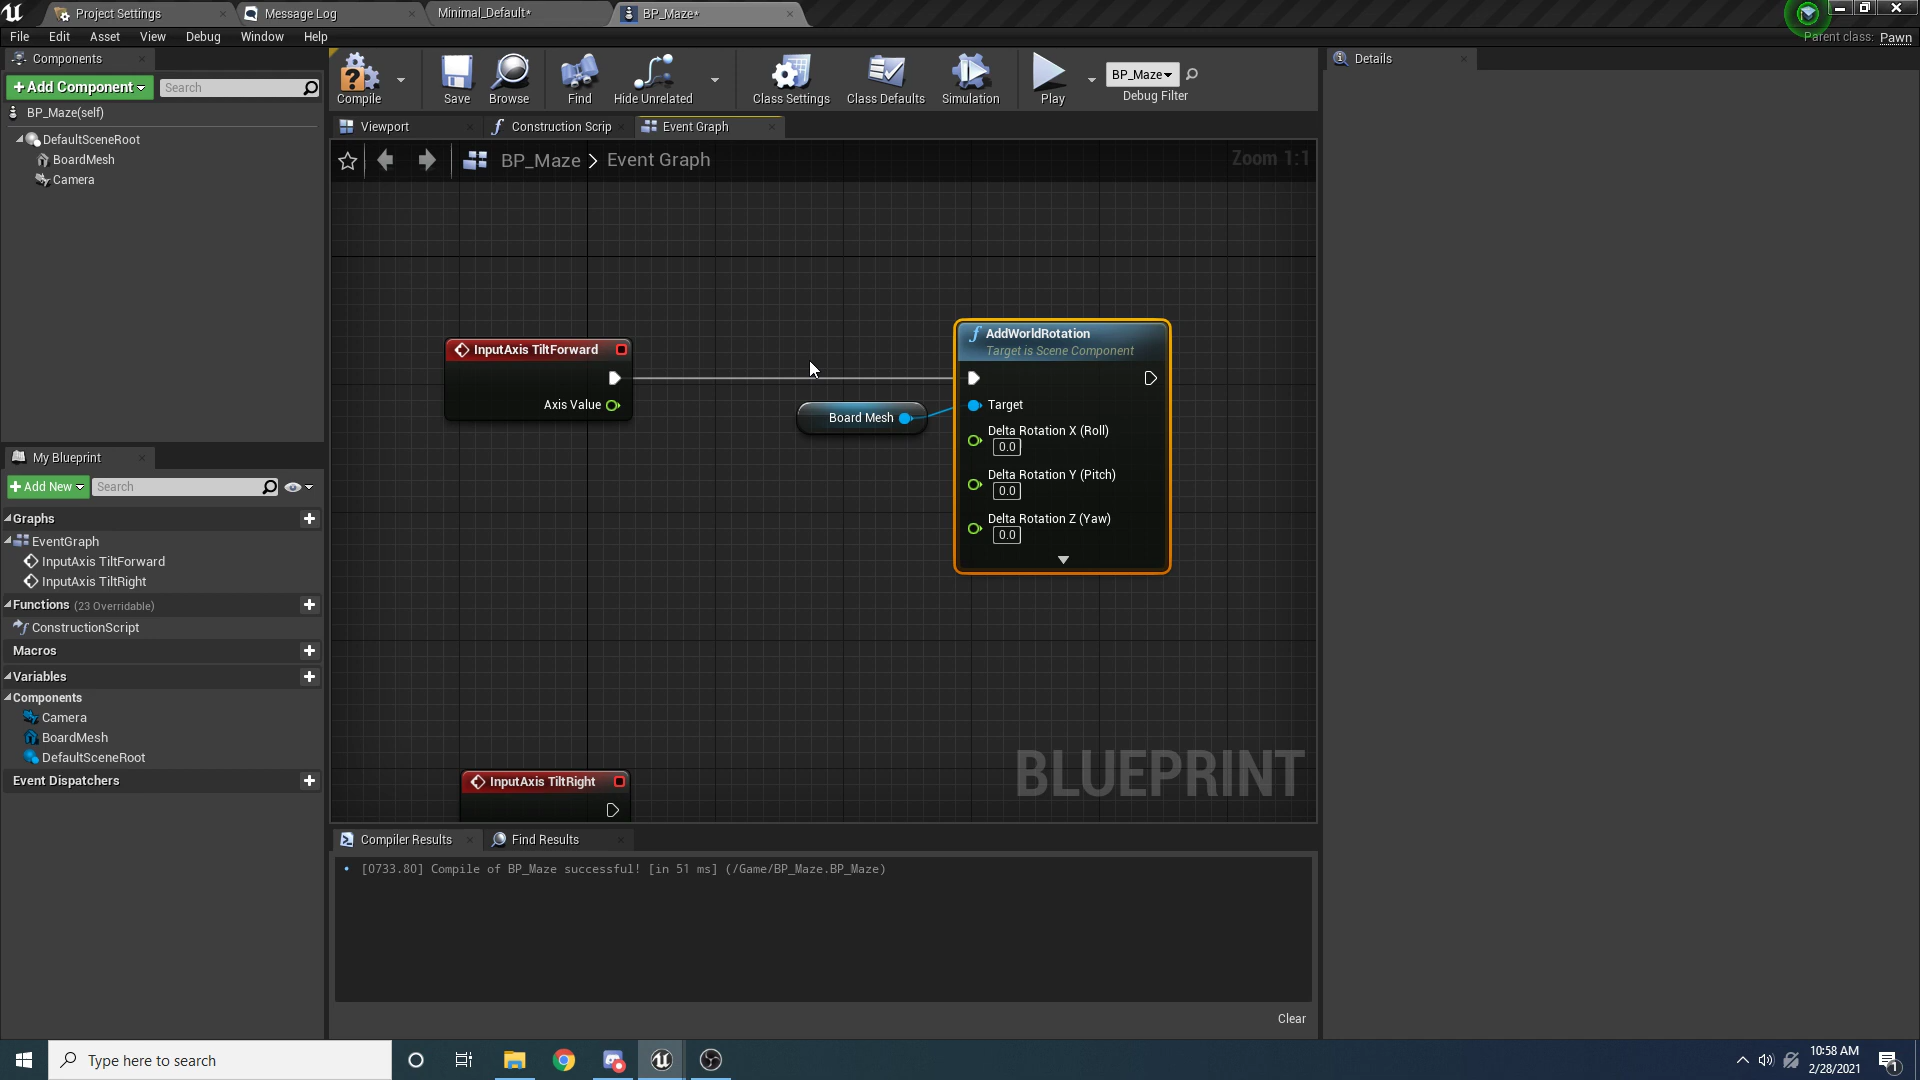 Project Settings
Message Log
Minimal_Default*
BP_Maze*
File Edit Asset View Debug Window Help
Parent class: Pawn
Components
+ Add Component
Search
BP_Maze(self)
DefaultSceneRoot
BoardMesh
Camera
Compile
Save
Browse
Find
Hide Unrelated
Class Settings
Class Defaults
Simulation
Play
BP_Maze
Debug Filter
Details
Viewport
Construction Scrip
Event Graph
BP_Maze > Event Graph
Zoom 1:1
InputAxis TiltForward
Axis Value
Board Mesh
AddWorldRotation
Target is Scene Component
Target
Delta Rotation X (Roll)
0.0
Delta Rotation Y (Pitch)
0.0
Delta Rotation Z (Yaw)
0.0
InputAxis TiltRight
BLUEPRINT
My Blueprint
+ Add New
Search
Graphs
EventGraph
InputAxis TiltForward
InputAxis TiltRight
Functions (23 Overridable)
ConstructionScript
Macros
Variables
Components
Camera
BoardMesh
DefaultSceneRoot
Event Dispatchers
Compiler Results
Find Results
• [0733.80] Compile of BP_Maze successful! [in 51 ms] (/Game/BP_Maze.BP_Maze)
Clear
Type here to search
10:58 AM
2/28/2021
1